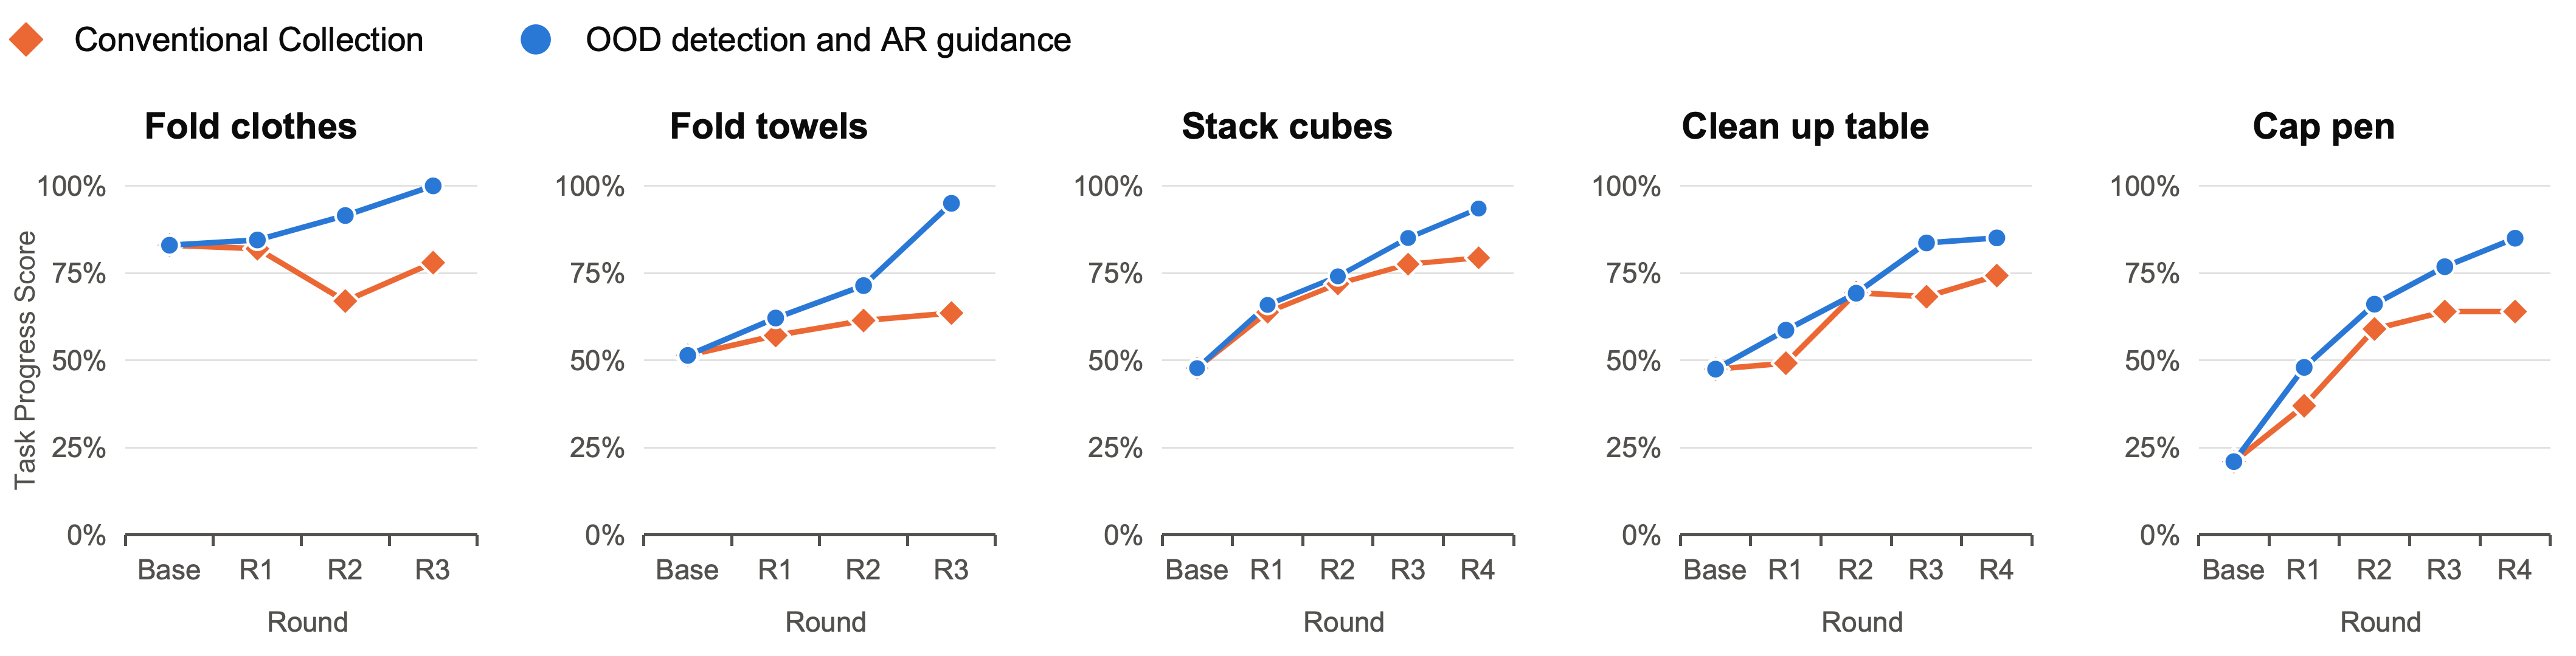 Conventional Collection
OOD detection and AR guidance
Task Progress Score
Fold clothes
100%
75%
50%
25%
0%
Base R1 R2 R3
Round
Fold towels
100%
75%
50%
25%
0%
Base R1 R2 R3
Round
Stack cubes
100%
75%
50%
25%
0%
Base R1 R2 R3 R4
Round
Clean up table
100%
75%
50%
25%
0%
Base R1 R2 R3 R4
Round
Cap pen
100%
75%
50%
25%
0%
Base R1 R2 R3 R4
Round